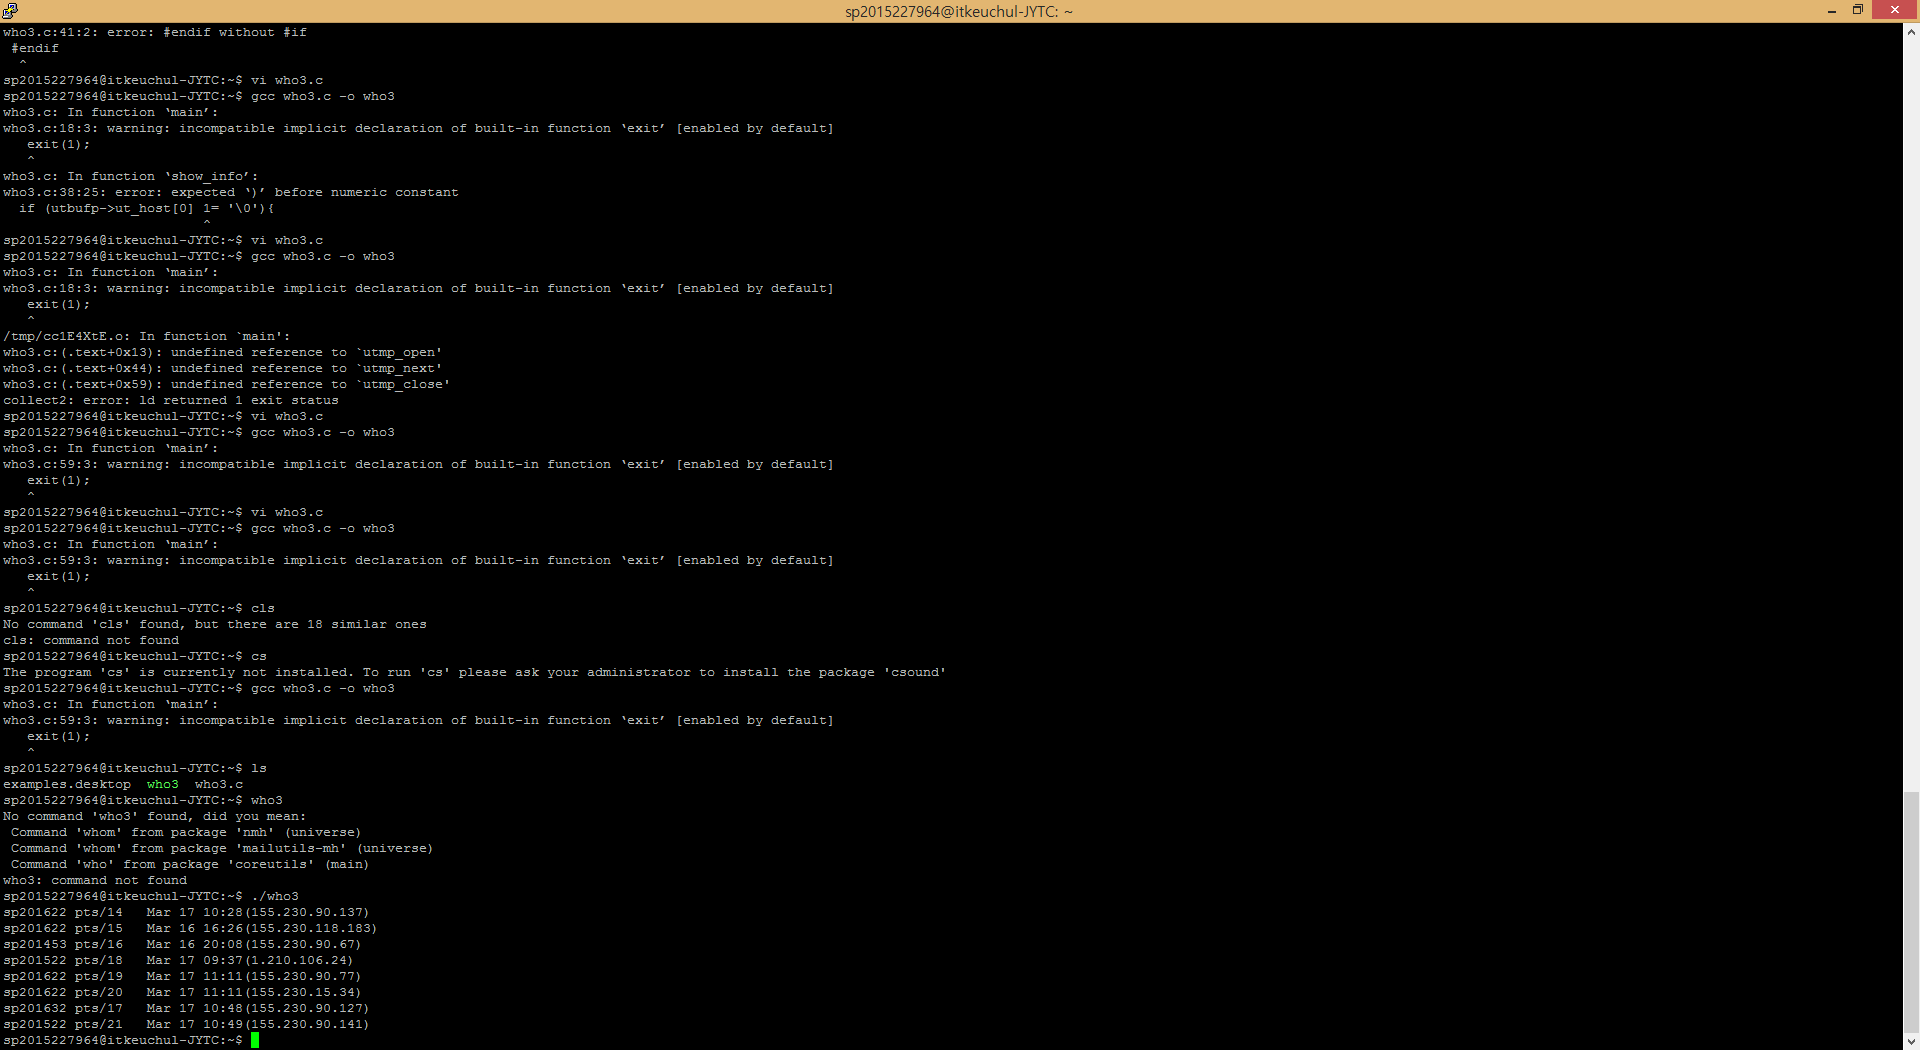 sp2015227964@itkeuchul-JYTC: ~
who3.c:41:2: error: #endif without #if
 #endif
  ^
sp2015227964@itkeuchul-JYTC:~$ vi who3.c
sp2015227964@itkeuchul-JYTC:~$ gcc who3.c -o who3
who3.c: In function ‘main’:
who3.c:18:3: warning: incompatible implicit declaration of built-in function ‘exit’ [enabled by default]
   exit(1);
   ^
who3.c: In function ‘show_info’:
who3.c:38:25: error: expected ‘)’ before numeric constant
  if (utbufp->ut_host[0] 1= '\0'){
                         ^
sp2015227964@itkeuchul-JYTC:~$ vi who3.c
sp2015227964@itkeuchul-JYTC:~$ gcc who3.c -o who3
who3.c: In function ‘main’:
who3.c:18:3: warning: incompatible implicit declaration of built-in function ‘exit’ [enabled by default]
   exit(1);
   ^
/tmp/cc1E4XtE.o: In function `main':
who3.c:(.text+0x13): undefined reference to `utmp_open'
who3.c:(.text+0x44): undefined reference to `utmp_next'
who3.c:(.text+0x59): undefined reference to `utmp_close'
collect2: error: ld returned 1 exit status
sp2015227964@itkeuchul-JYTC:~$ vi who3.c
sp2015227964@itkeuchul-JYTC:~$ gcc who3.c -o who3
who3.c: In function ‘main’:
who3.c:59:3: warning: incompatible implicit declaration of built-in function ‘exit’ [enabled by default]
   exit(1);
   ^
sp2015227964@itkeuchul-JYTC:~$ vi who3.c
sp2015227964@itkeuchul-JYTC:~$ gcc who3.c -o who3
who3.c: In function ‘main’:
who3.c:59:3: warning: incompatible implicit declaration of built-in function ‘exit’ [enabled by default]
   exit(1);
   ^
sp2015227964@itkeuchul-JYTC:~$ cls
No command 'cls' found, but there are 18 similar ones
cls: command not found
sp2015227964@itkeuchul-JYTC:~$ cs
The program 'cs' is currently not installed. To run 'cs' please ask your administrator to install the package 'csound'
sp2015227964@itkeuchul-JYTC:~$ gcc who3.c -o who3
who3.c: In function ‘main’:
who3.c:59:3: warning: incompatible implicit declaration of built-in function ‘exit’ [enabled by default]
   exit(1);
   ^
sp2015227964@itkeuchul-JYTC:~$ ls
examples.desktop  who3  who3.c
sp2015227964@itkeuchul-JYTC:~$ who3
No command 'who3' found, did you mean:
 Command 'whom' from package 'nmh' (universe)
 Command 'whom' from package 'mailutils-mh' (universe)
 Command 'who' from package 'coreutils' (main)
who3: command not found
sp2015227964@itkeuchul-JYTC:~$ ./who3
sp201622 pts/14   Mar 17 10:28(155.230.90.137)
sp201622 pts/15   Mar 16 16:26(155.230.118.183)
sp201453 pts/16   Mar 16 20:08(155.230.90.67)
sp201522 pts/18   Mar 17 09:37(1.210.106.24)
sp201622 pts/19   Mar 17 11:11(155.230.90.77)
sp201622 pts/20   Mar 17 11:11(155.230.15.34)
sp201632 pts/17   Mar 17 10:48(155.230.90.127)
sp201522 pts/21   Mar 17 10:49(155.230.90.141)
sp2015227964@itkeuchul-JYTC:~$